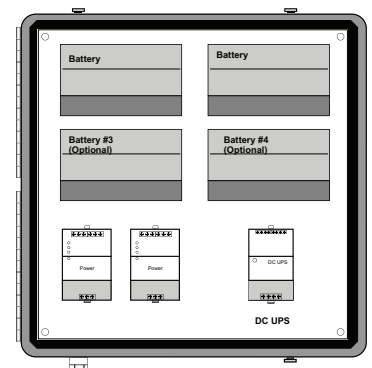 Battery
Battery
Battery #3
(Optional)
Battery #4
(Optional)
Power
Power
DC UPS
DC UPS